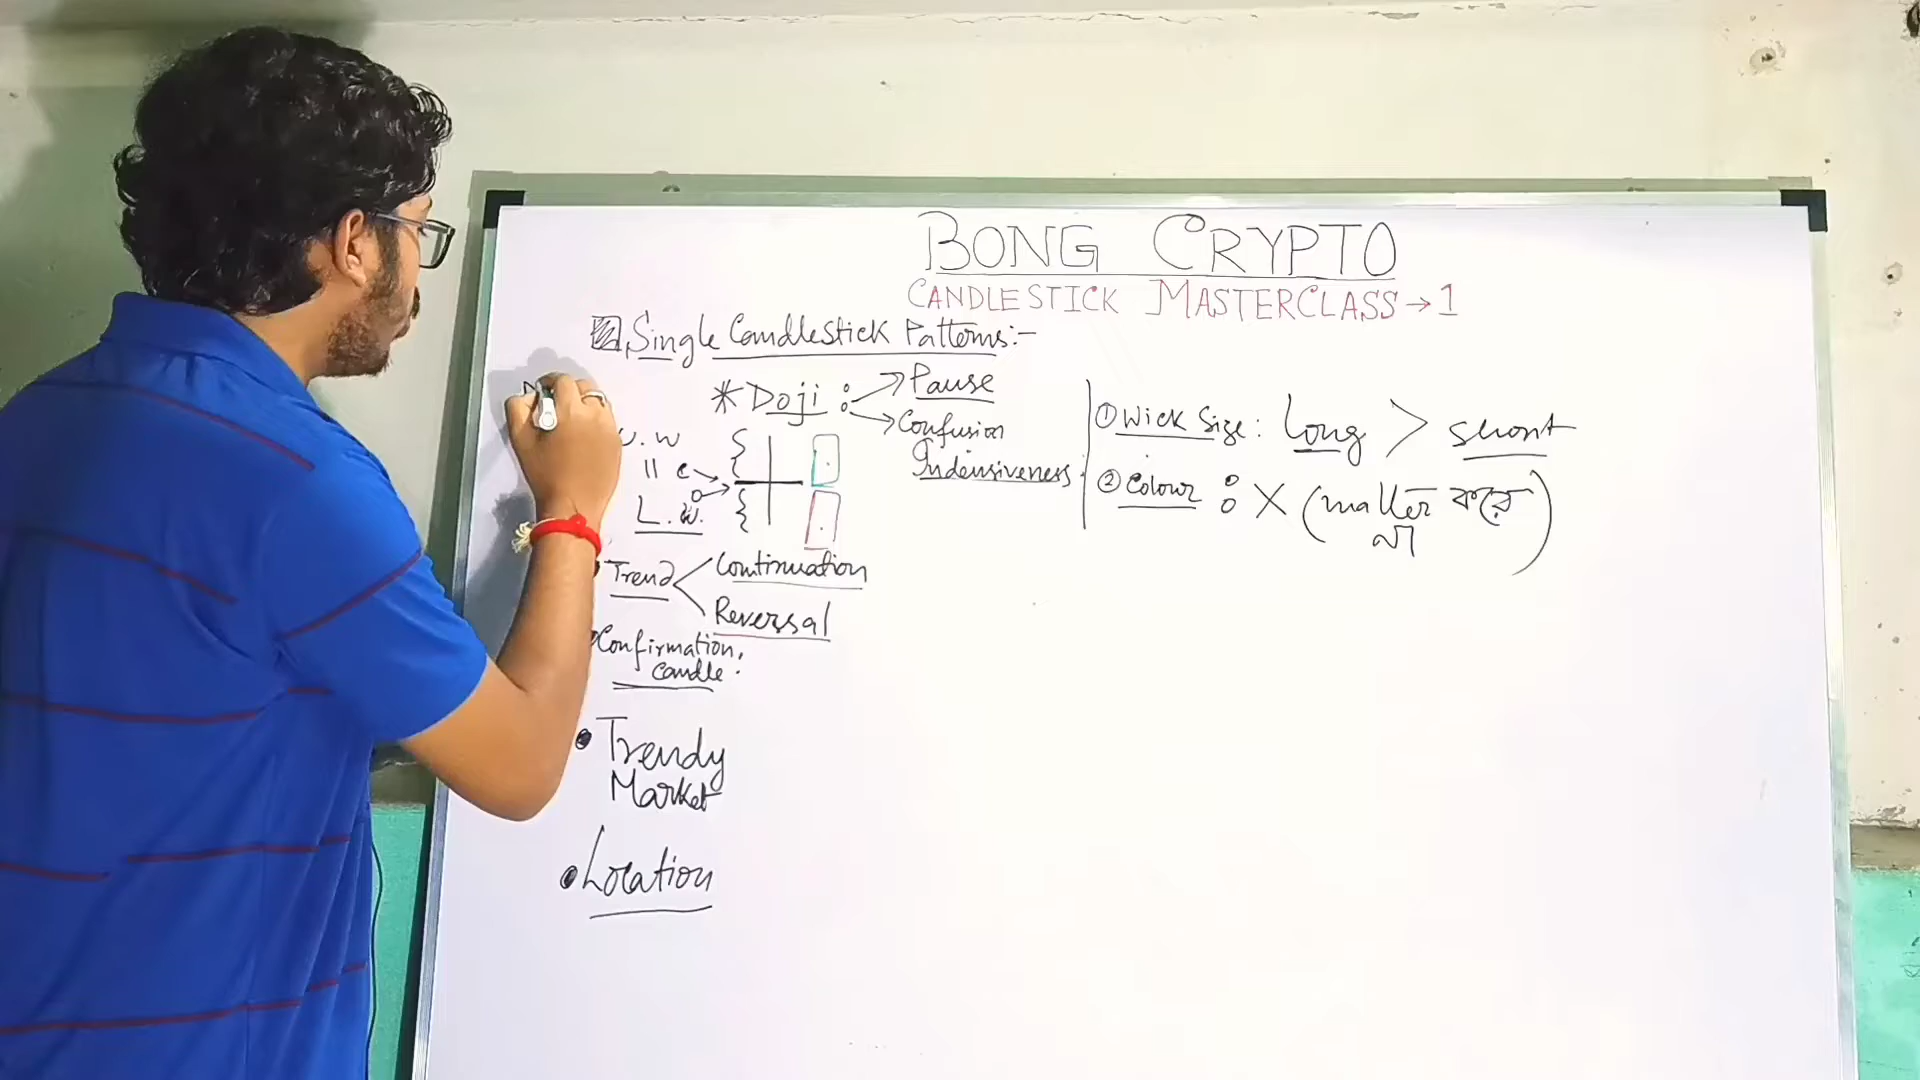 BONG CRYPTO
CANDLESTICK MASTERCLASS → 1
Single Candlestick Patterns:-
* Doji : → Pause
→ Confusion
Indensiveness
U.W
|| c →
o →
L.W.
Trend < Continuation
Reversal
Confirmation
candle:
• Trendy
Market
• Location
① Wick Size: Long > short
② Colour : X (matter করে
না)